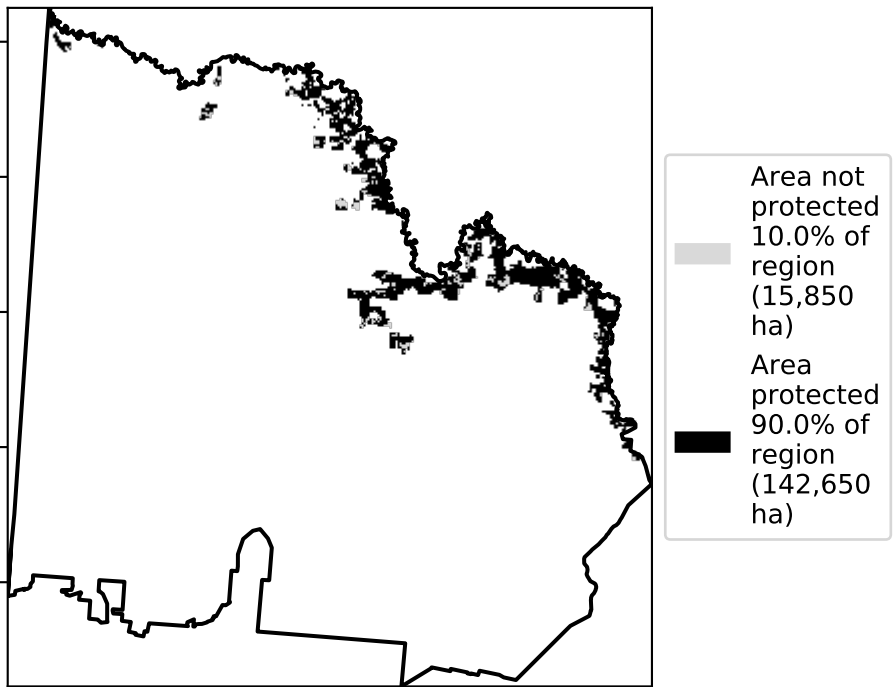 Area not
protected
10.0% of
region
(15,850
ha)
Area
protected
90.0% of
region
(142,650
ha)